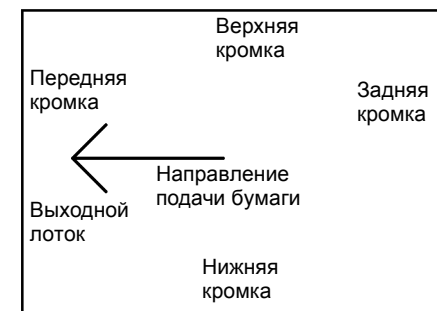 Верхняя
кромка
Передняя
кромка
Задняя
кромка
Направление
подачи бумаги
Выходной
лоток
Нижняя
кромка